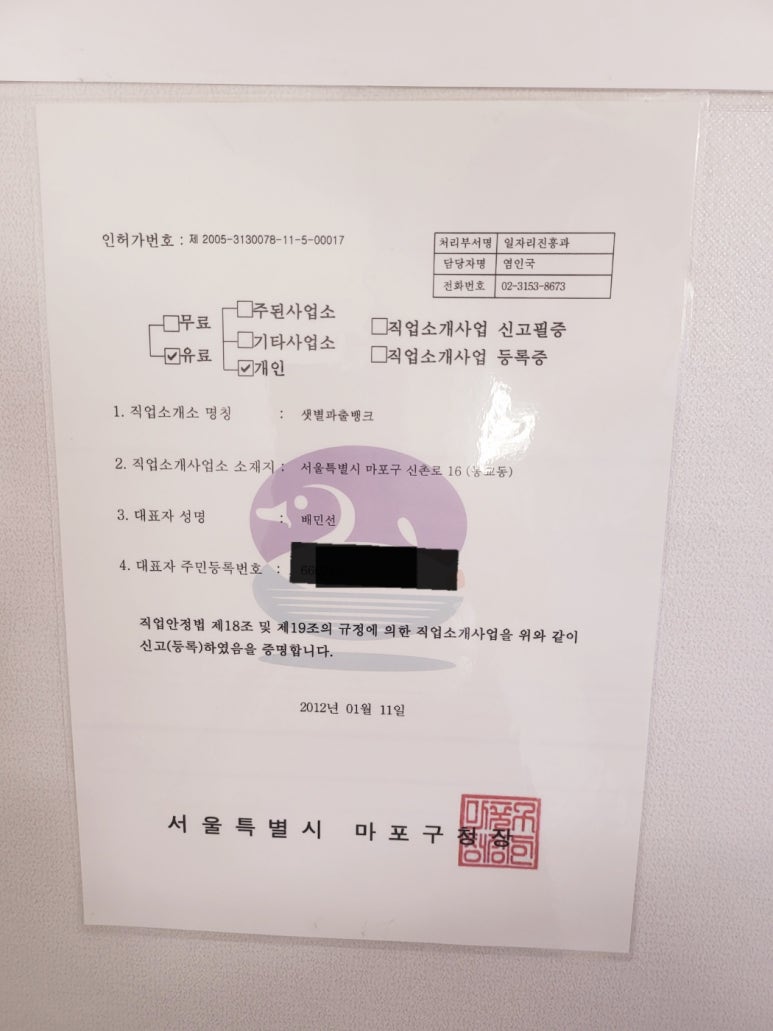 인허가번호 : 제 2005-3130078-11-5-00017
처리부서명 일자리진흥과
담당자명 염인국
전화번호 02-3153-8673
☐무료
☑유료
☐주된사업소
☐기타사업소
☑개인
☐직업소개사업 신고필증
☐직업소개사업 등록증
1. 직업소개소 명칭 : 샛별파출뱅크
2. 직업소개사업소 소재지 : 서울특별시 마포구 신촌로 16 (동교동)
3. 대표자 성명 : 배민선
4. 대표자 주민등록번호 :
직업안정법 제18조 및 제19조의 규정에 의한 직업소개사업을 위와 같이
신고(등록)하였음을 증명합니다.
2012년 01월 11일
서울특별시 마포구청장